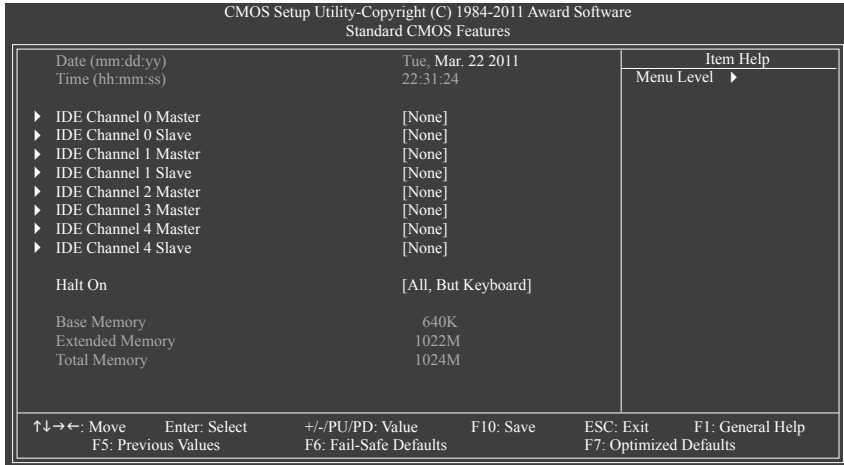 CMOS Setup Utility-Copyright (C) 1984-2011 Award Software
Standard CMOS Features
Date (mm:dd:yy) Tue, Mar. 22 2011
Time (hh:mm:ss) 22:31:24
IDE Channel 0 Master [None]
IDE Channel 0 Slave [None]
IDE Channel 1 Master [None]
IDE Channel 1 Slave [None]
IDE Channel 2 Master [None]
IDE Channel 3 Master [None]
IDE Channel 4 Master [None]
IDE Channel 4 Slave [None]
Halt On [All, But Keyboard]
Base Memory 640K
Extended Memory 1022M
Total Memory 1024M
Item Help
Menu Level
↑↓→←: Move Enter: Select +/-/PU/PD: Value F10: Save ESC: Exit F1: General Help
F5: Previous Values F6: Fail-Safe Defaults F7: Optimized Defaults